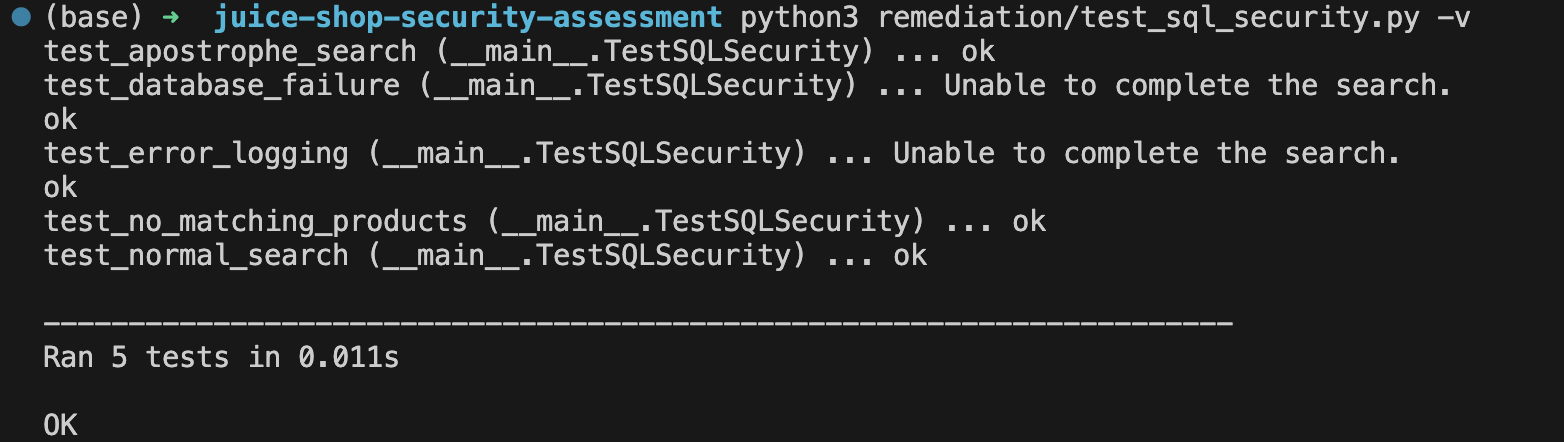 (base) ➜ juice-shop-security-assessment python3 remediation/test_sql_security.py -v
test_apostrophe_search (__main__.TestSQLSecurity) ... ok
test_database_failure (__main__.TestSQLSecurity) ... Unable to complete the search.
ok
test_error_logging (__main__.TestSQLSecurity) ... Unable to complete the search.
ok
test_no_matching_products (__main__.TestSQLSecurity) ... ok
test_normal_search (__main__.TestSQLSecurity) ... ok
----------------------------------------------------------------------
Ran 5 tests in 0.011s
OK